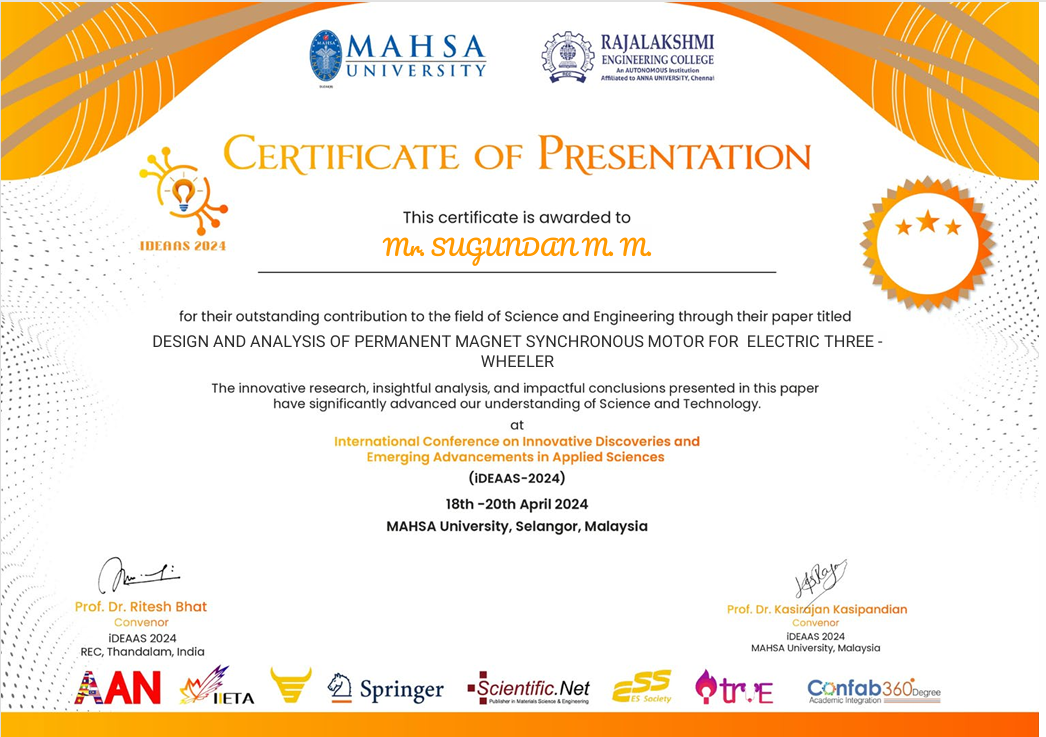 MAHSA
UNIVERSITY
RAJALAKSHMI
ENGINEERING COLLEGE
An AUTONOMOUS Institution
Affiliated to ANNA UNIVERSITY, Chennai
CERTIFICATE OF PRESENTATION
IDEAAS 2024
This certificate is awarded to
Mr. SUGUNDAN M. M.
for their outstanding contribution to the field of Science and Engineering through their paper titled
DESIGN AND ANALYSIS OF PERMANENT MAGNET SYNCHRONOUS MOTOR FOR ELECTRIC THREE -
WHEELER
The innovative research, insightful analysis, and impactful conclusions presented in this paper
have significantly advanced our understanding of Science and Technology.
at
International Conference on Innovative Discoveries and
Emerging Advancements in Applied Sciences
(iDEAAS-2024)
18th -20th April 2024
MAHSA University, Selangor, Malaysia
Prof. Dr. Ritesh Bhat
Convenor
iDEAAS 2024
REC, Thandalam, India
Prof. Dr. Kasirajan Kasipandian
Convenor
iDEAAS 2024
MAHSA University, Malaysia
AAN
IIETA
Springer
Scientific.Net
Publisher in Materials Science & Engineering
ESS
ES Society
true
Confab360°Degree
Academic Integration